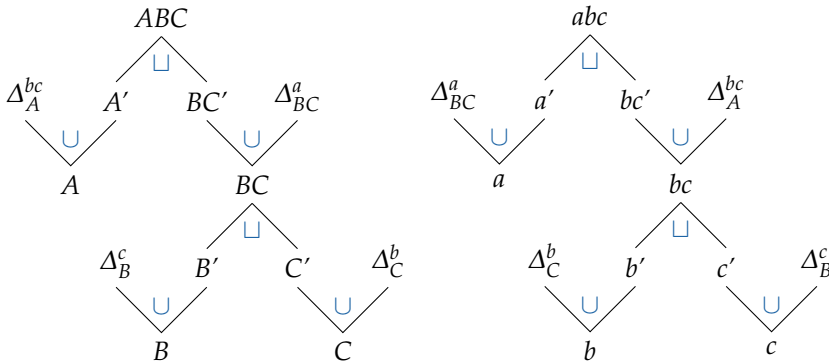 ABC abc
⊔ ⊔
Δ_A^{bc} A′ BC′ Δ_{BC}^a Δ_{BC}^a a′ bc′ Δ_A^{bc}
∪ ∪ ∪ ∪
A BC a bc
⊔ ⊔
Δ_B^c B′ C′ Δ_C^b Δ_C^b b′ c′ Δ_B^c
∪ ∪ ∪ ∪
B C b c